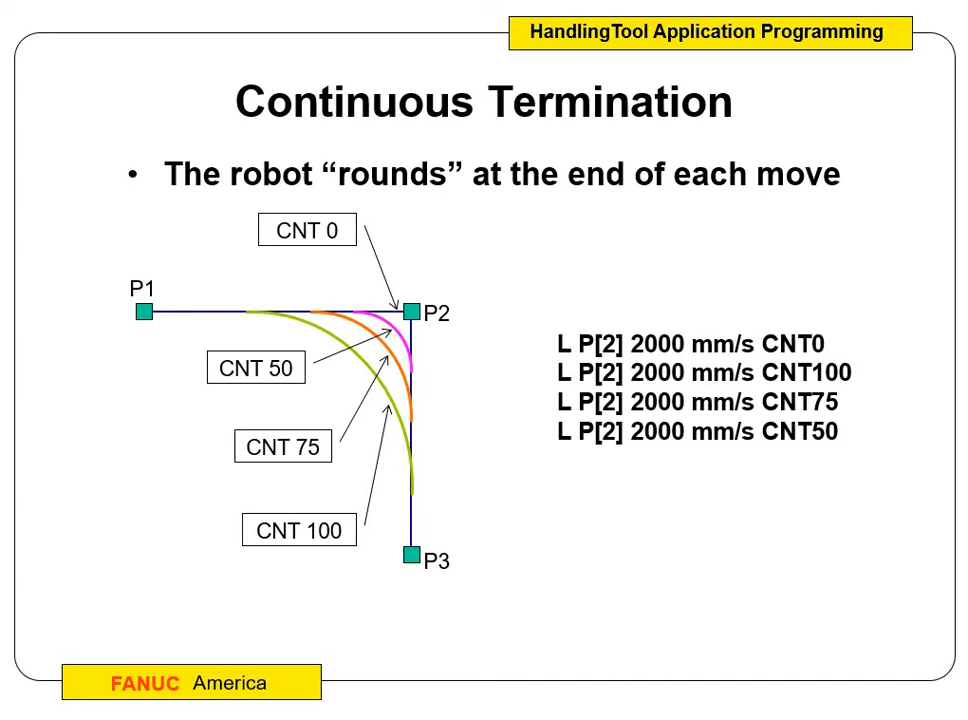 HandlingTool Application Programming
Continuous Termination
• The robot “rounds” at the end of each move
CNT 0
P1
P2
CNT 50
CNT 75
CNT 100
P3
L P[2] 2000 mm/s CNT0
L P[2] 2000 mm/s CNT100
L P[2] 2000 mm/s CNT75
L P[2] 2000 mm/s CNT50
FANUC America